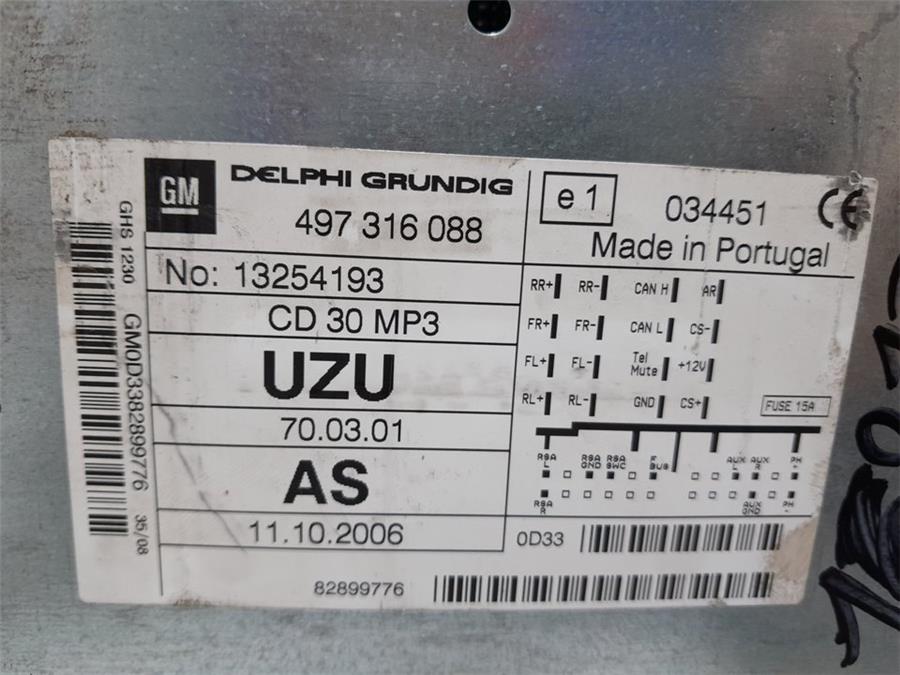 GM
DELPHI GRUNDIG
497 316 088
No: 13254193
CD 30 MP3
UZU
70.03.01
AS
11.10.2006
82899776
GHS 1230 GM0D3382899776 35/08
e1 034451 CE
Made in Portugal
RR+ RR- CAN H AR
FR+ FR- CAN L CS-
FL+ FL- Tel Mute +12V
RL+ RL- GND CS+
FUSE 15A
RSA L RSA GND RSA SWC F BUS AUX L AUX R PH -
RSA R AUX GND PH -
0D33